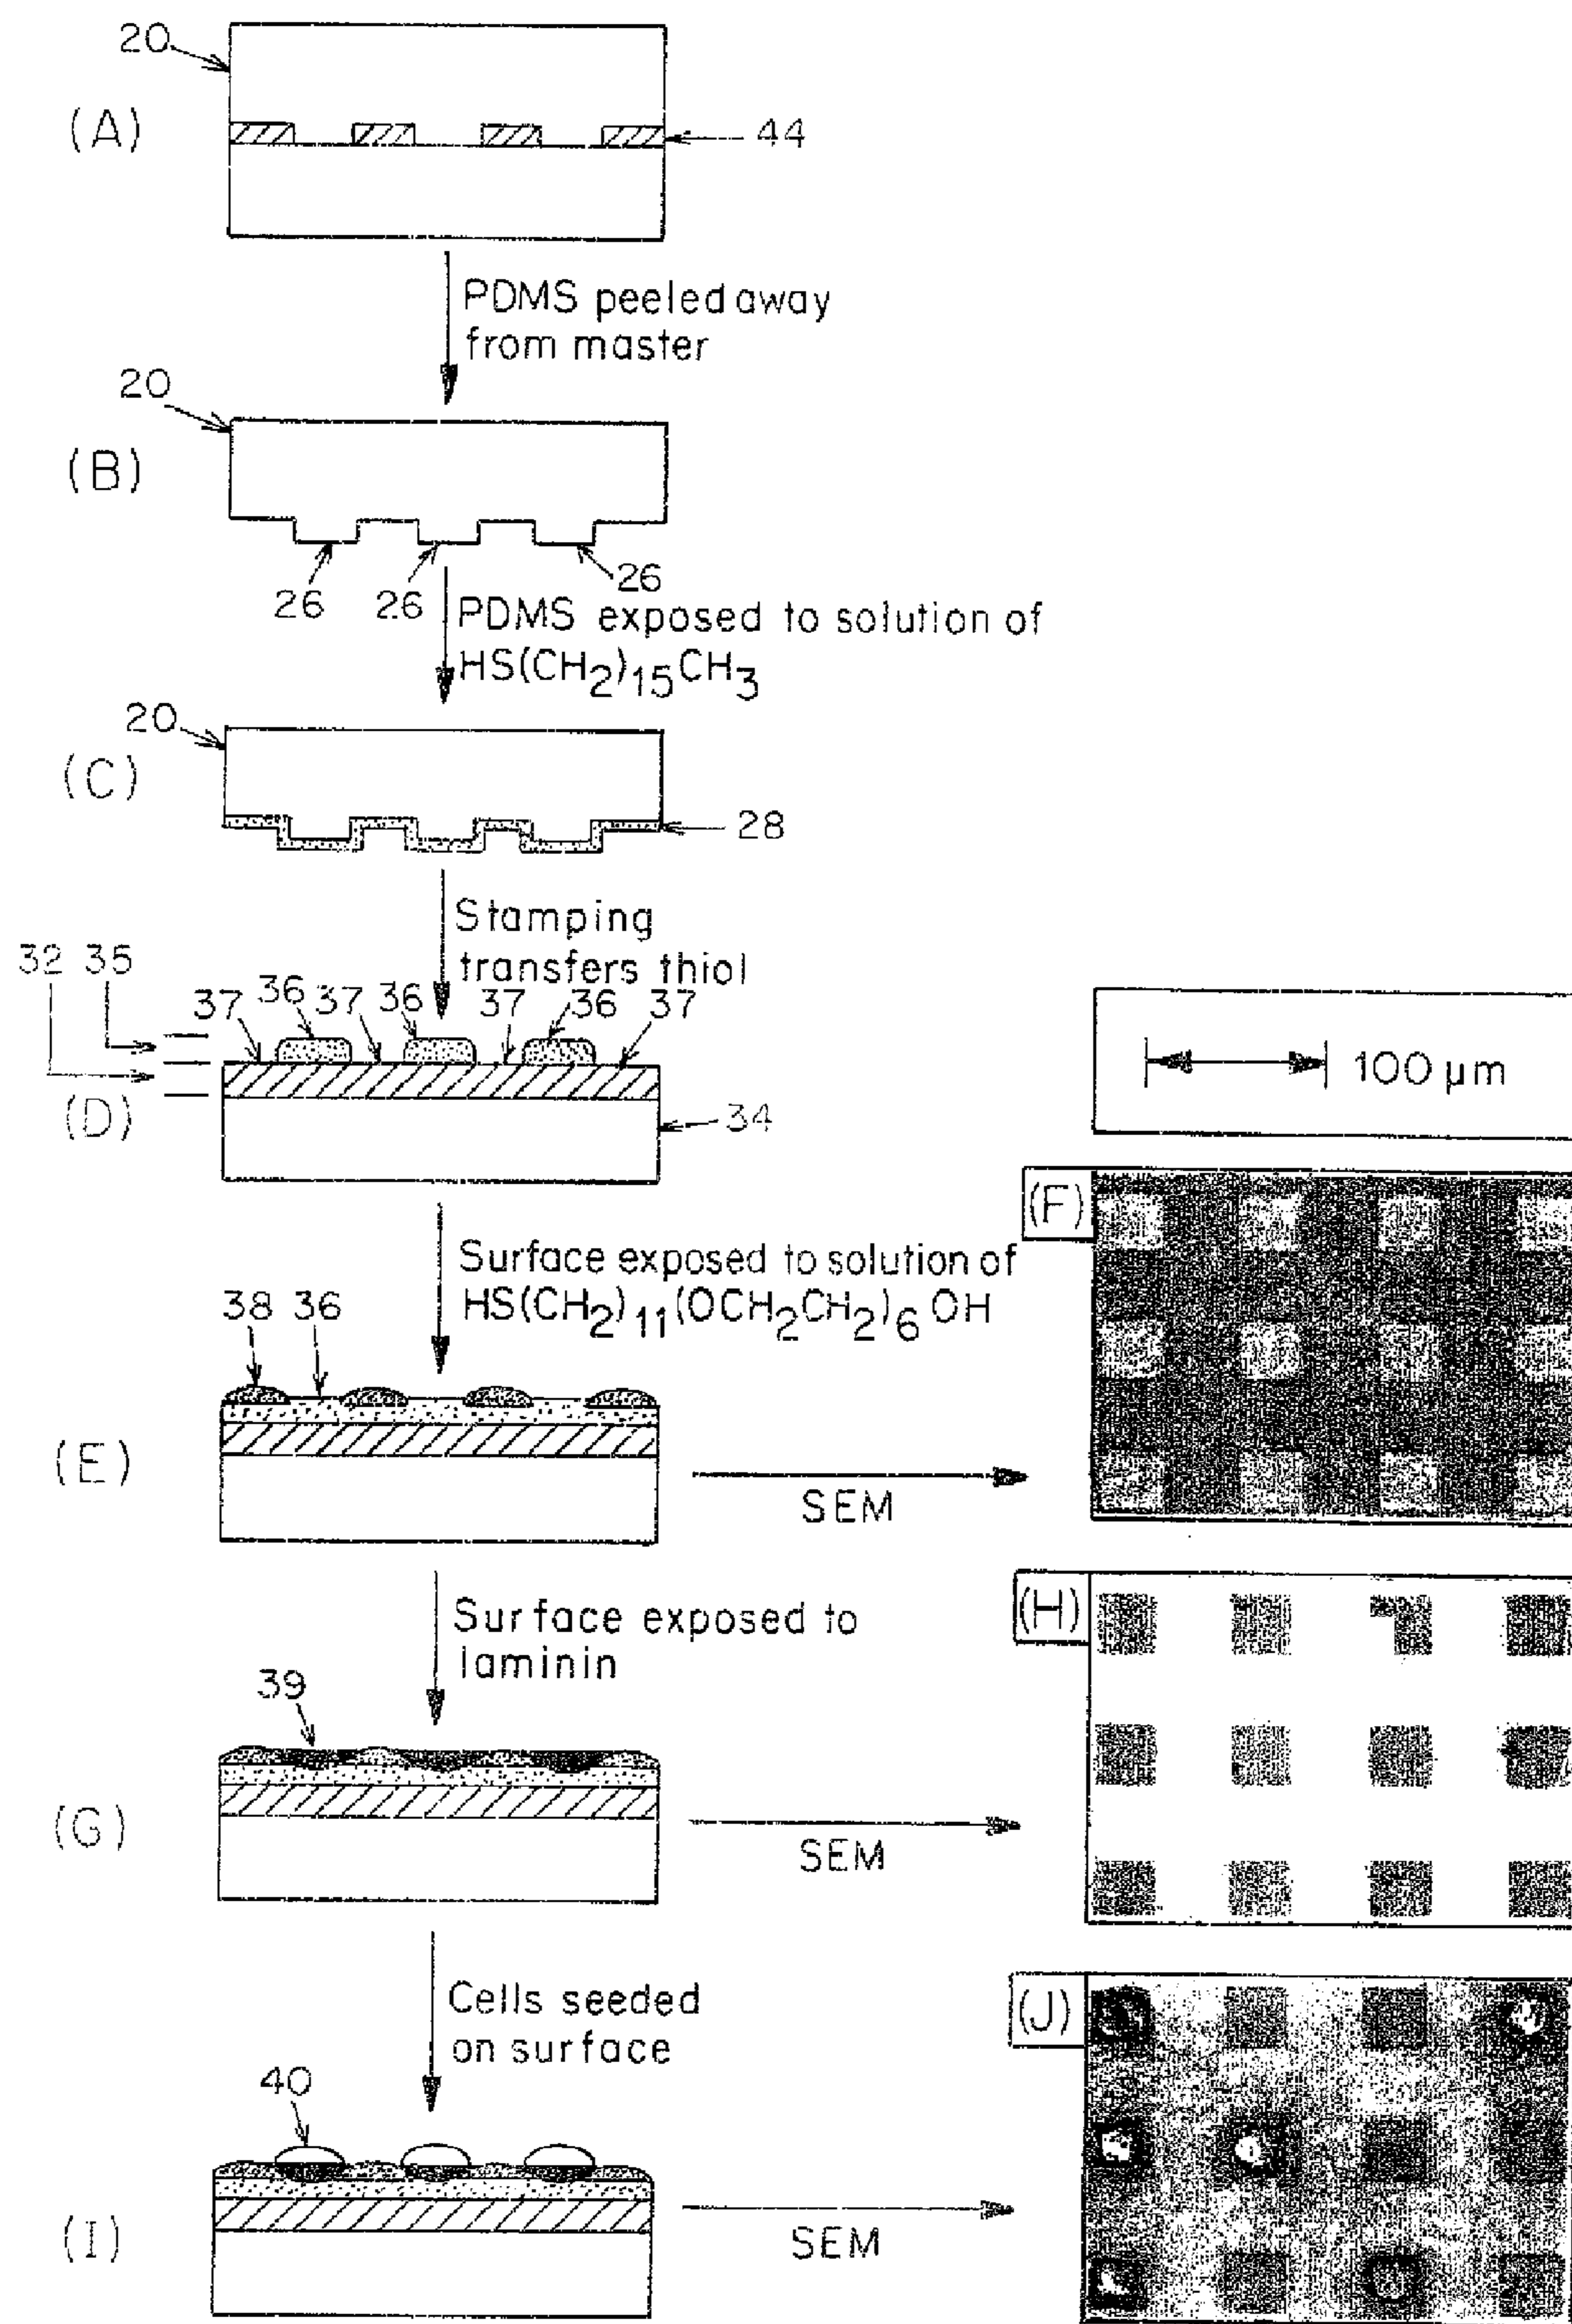 20
(A)
44
PDMS peeled away
from master
20
(B)
26 26 26
PDMS exposed to solution of
HS(CH2)15CH3
20
(C)
28
Stamping
transfers thiol
32 35
37 36 37 36 37 36 37
(D)
34
100 µm
(F)
Surface exposed to solution of
HS(CH2)11(OCH2CH2)6OH
38 36
(E)
SEM
(H)
Surface exposed to
laminin
39
(G)
SEM
(J)
Cells seeded
on surface
40
(I)
SEM